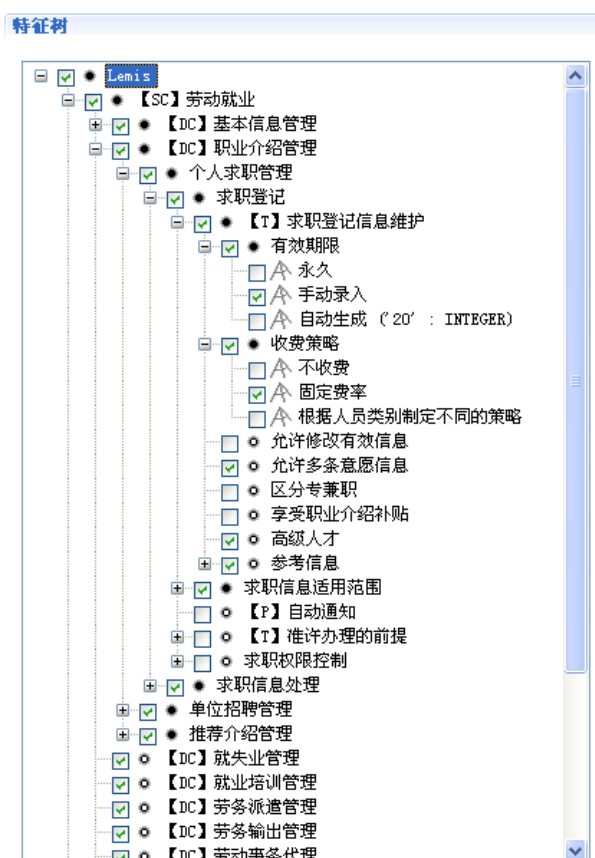 特征树
Lemis
【SC】劳动就业
【DC】基本信息管理
【DC】职业介绍管理
个人求职管理
求职登记
【T】求职登记信息维护
有效期限
永久
手动录入
自动生成 ('20' : INTEGER)
收费策略
不收费
固定费率
根据人员类别制定不同的策略
允许修改有效信息
允许多条意愿信息
区分专兼职
享受职业介绍补贴
高级人才
参考信息
求职信息适用范围
【P】自动通知
【T】准许办理的前提
求职权限控制
求职信息处理
单位招聘管理
推荐介绍管理
【DC】就失业管理
【DC】就业培训管理
【DC】劳务派遣管理
【DC】劳务输出管理
【DC】劳动事务代理